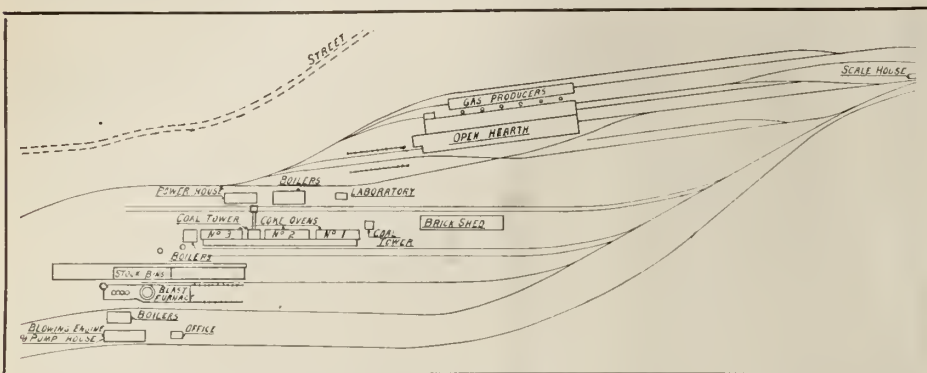 STREET
SCALE HOUSE
GAS PRODUCERS
OPEN HEARTH
BOILERS
POWER HOUSE
LABORATORY
COAL TOWER
COKE OVENS
Nº 3
Nº 2
Nº 1
COAL
TOWER
BRICK SHED
BOILERS
STOCK BINS
BLAST
FURNACE
BOILERS
BLOWING ENGINE
& PUMP HOUSE
OFFICE